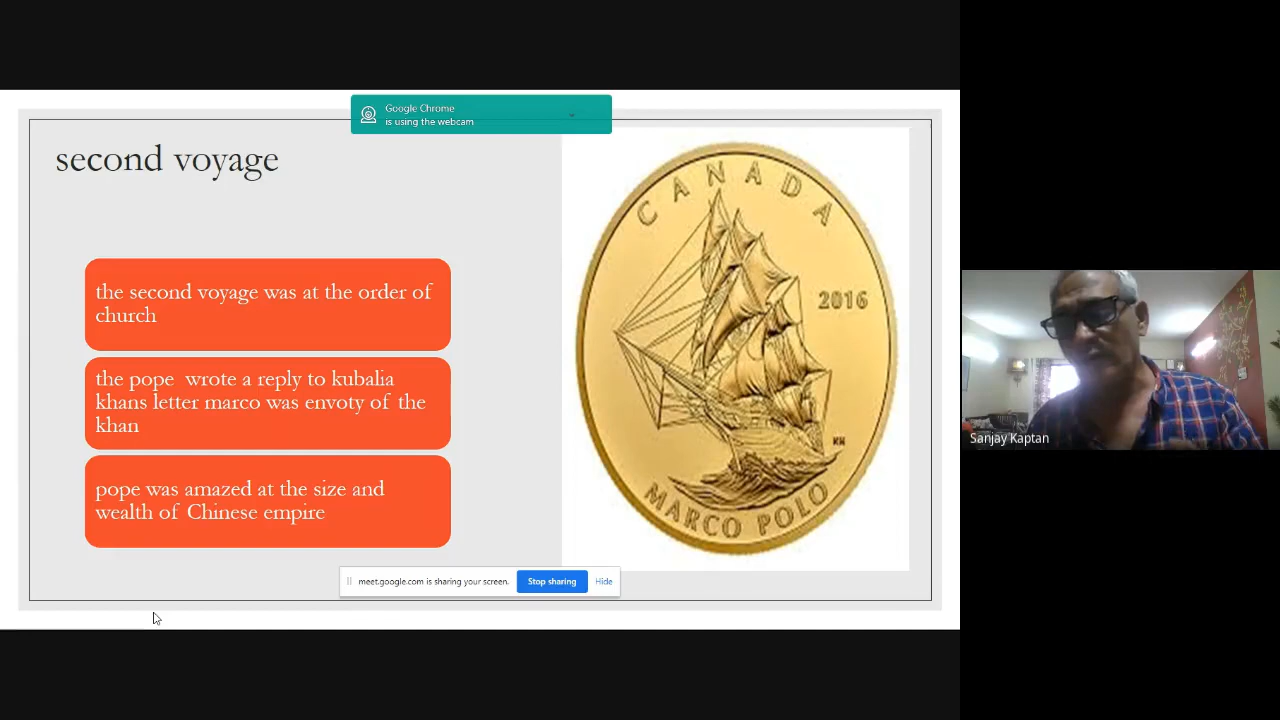 Google Chrome
is using the webcam
second voyage
the second voyage was at the order of
church
the pope wrote a reply to kubalia
khans letter marco was envoty of the
khan
pope was amazed at the size and
wealth of Chinese empire
CANADA
2016
KH
MARCO POLO
meet.google.com is sharing your screen.
Stop sharing
Hide
Sanjay Kaptan